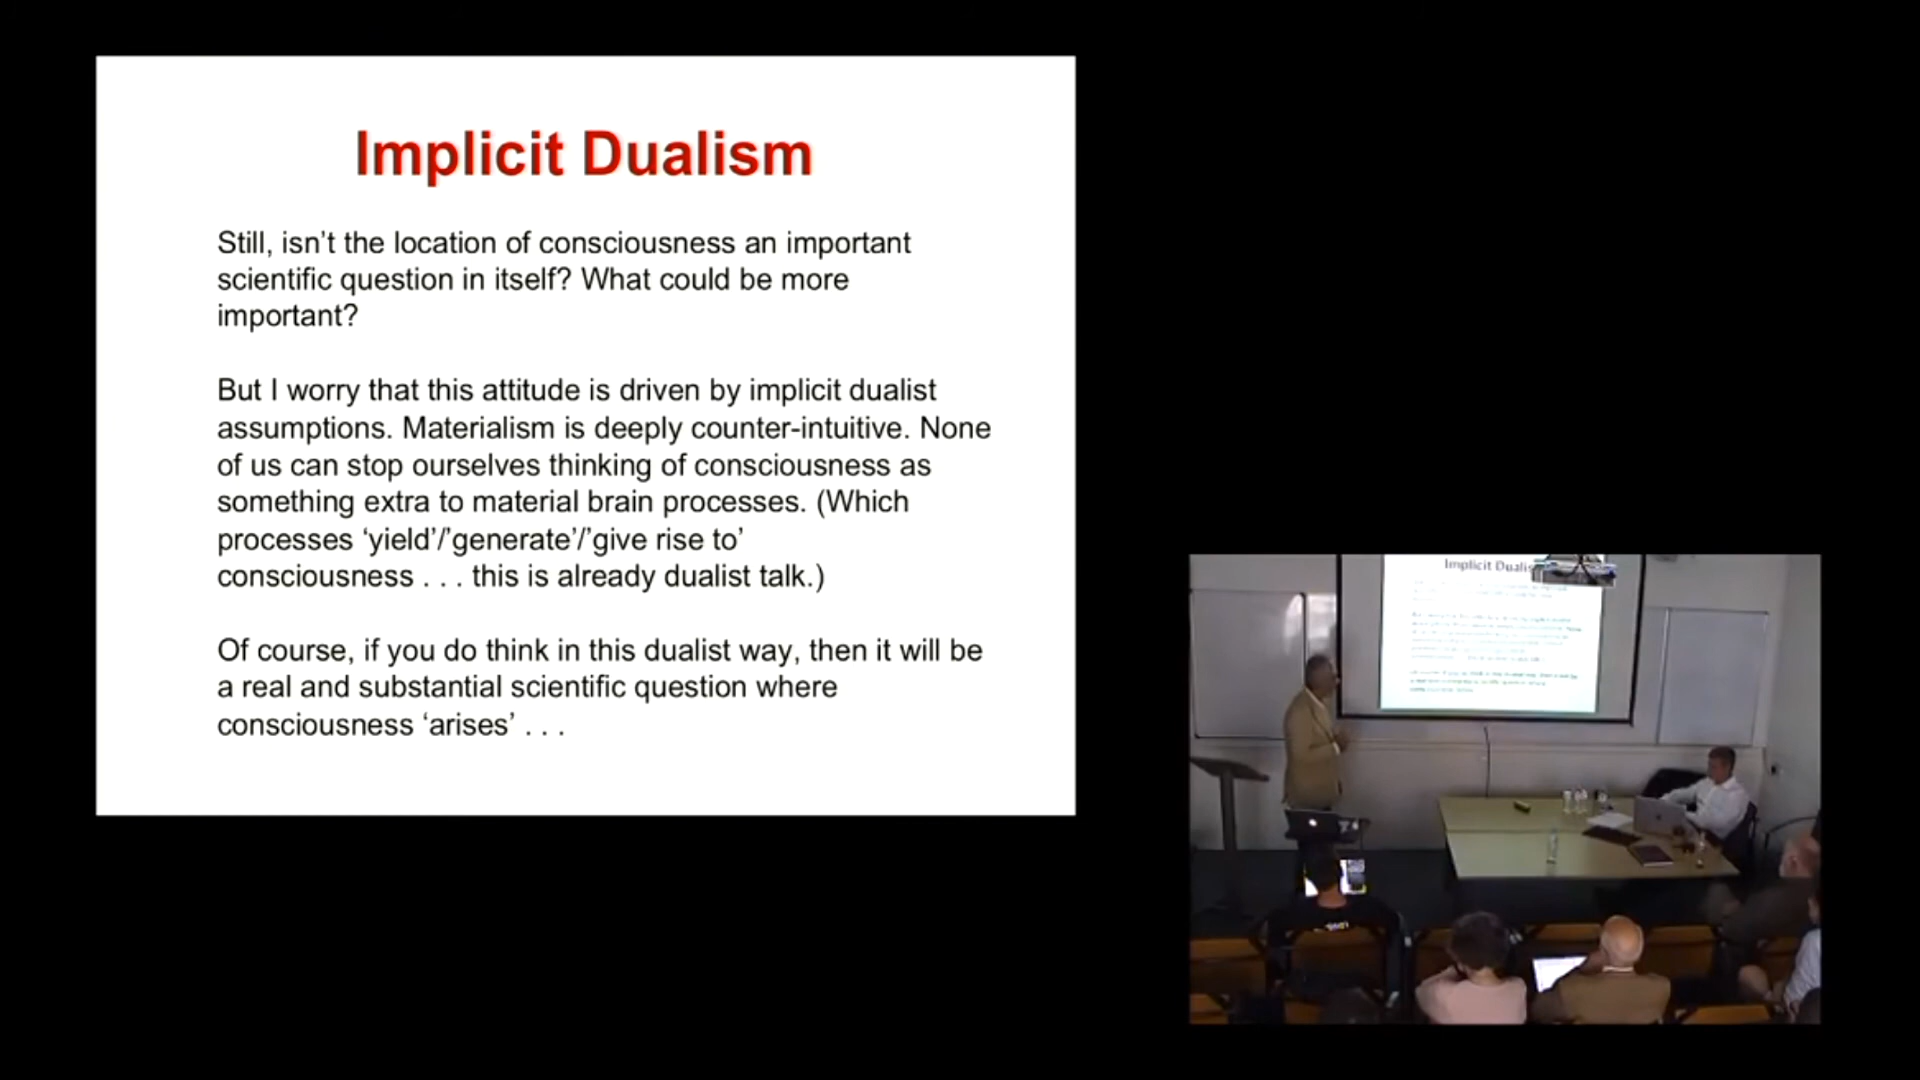 Implicit Dualism
Still, isn’t the location of consciousness an important
scientific question in itself? What could be more
important?
But I worry that this attitude is driven by implicit dualist
assumptions. Materialism is deeply counter-intuitive. None
of us can stop ourselves thinking of consciousness as
something extra to material brain processes. (Which
processes ‘yield’/’generate’/’give rise to’
consciousness . . . this is already dualist talk.)
Of course, if you do think in this dualist way, then it will be
a real and substantial scientific question where
consciousness ‘arises’ . . .
Implicit